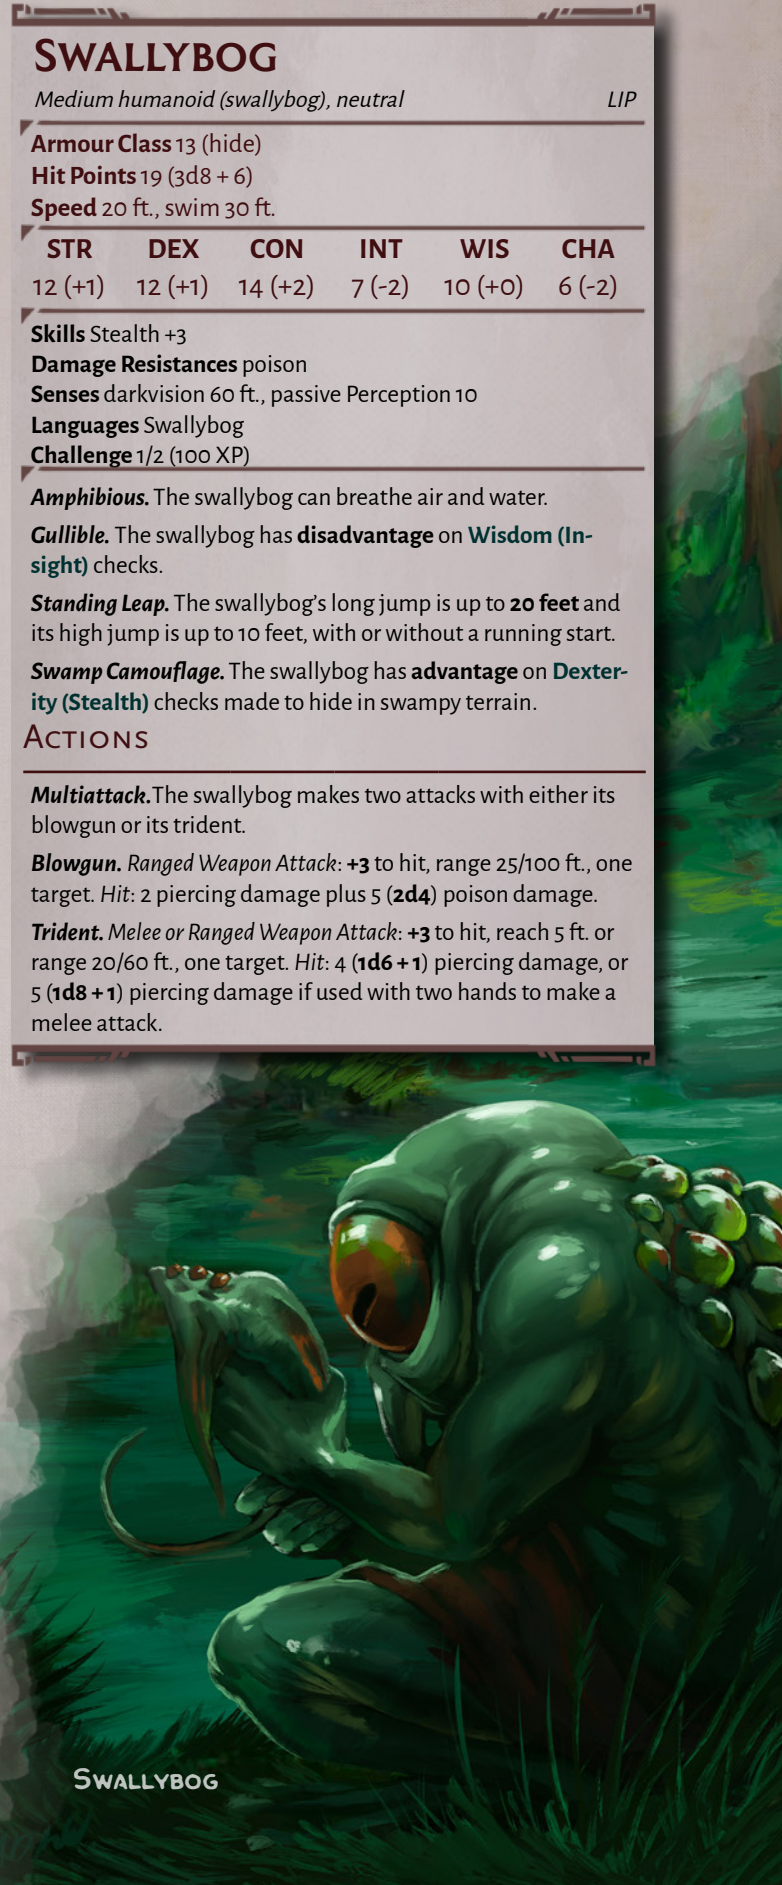 Swallybog
Medium humanoid (swallybog), neutral LIP
Armour Class 13 (hide)
Hit Points 19 (3d8 + 6)
Speed 20 ft., swim 30 ft.
STR DEX CON INT WIS CHA
12 (+1) 12 (+1) 14 (+2) 7 (-2) 10 (+0) 6 (-2)
Skills Stealth +3
Damage Resistances poison
Senses darkvision 60 ft., passive Perception 10
Languages Swallybog
Challenge 1/2 (100 XP)
Amphibious. The swallybog can breathe air and water.
Gullible. The swallybog has disadvantage on Wisdom (In-
sight) checks.
Standing Leap. The swallybog’s long jump is up to 20 feet and
its high jump is up to 10 feet, with or without a running start.
Swamp Camouflage. The swallybog has advantage on Dexter-
ity (Stealth) checks made to hide in swampy terrain.
Actions
Multiattack.The swallybog makes two attacks with either its
blowgun or its trident.
Blowgun. Ranged Weapon Attack: +3 to hit, range 25/100 ft., one
target. Hit: 2 piercing damage plus 5 (2d4) poison damage.
Trident. Melee or Ranged Weapon Attack: +3 to hit, reach 5 ft. or
range 20/60 ft., one target. Hit: 4 (1d6 + 1) piercing damage, or
5 (1d8 + 1) piercing damage if used with two hands to make a
melee attack.
Swallybog